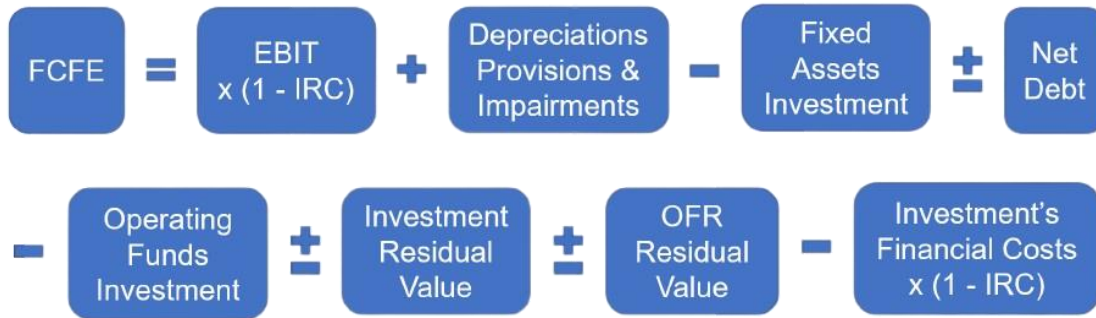 FCFE = EBIT x (1 - IRC) + Depreciations Provisions & Impairments - Fixed Assets Investment ± Net Debt
- Operating Funds Investment ± Investment Residual Value ± OFR Residual Value - Investment's Financial Costs x (1 - IRC)